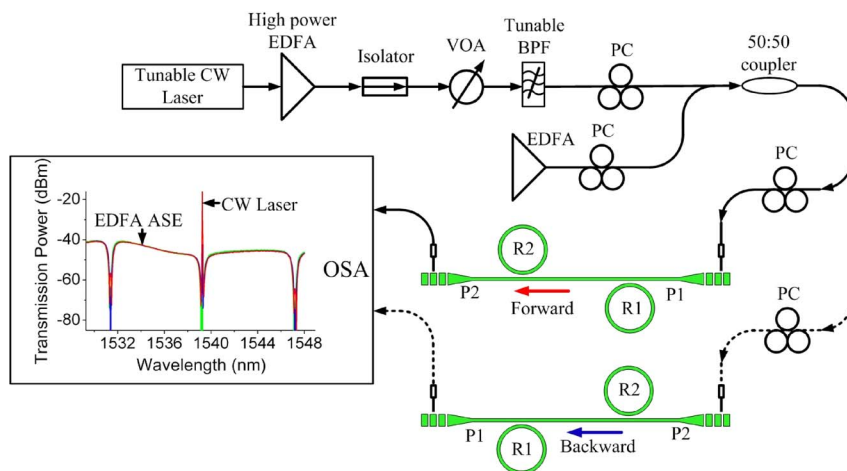 High power
EDFA
Isolator
VOA
Tunable
BPF
PC
50:50
coupler
Tunable CW
Laser
EDFA
PC
PC
Transmission Power (dBm)
-20
-40
-60
-80
EDFA ASE
CW Laser
1532
1536
1540
1544
1548
Wavelength (nm)
OSA
R2
P2
P1
Forward
R1
PC
R2
P1
P2
R1
Backward